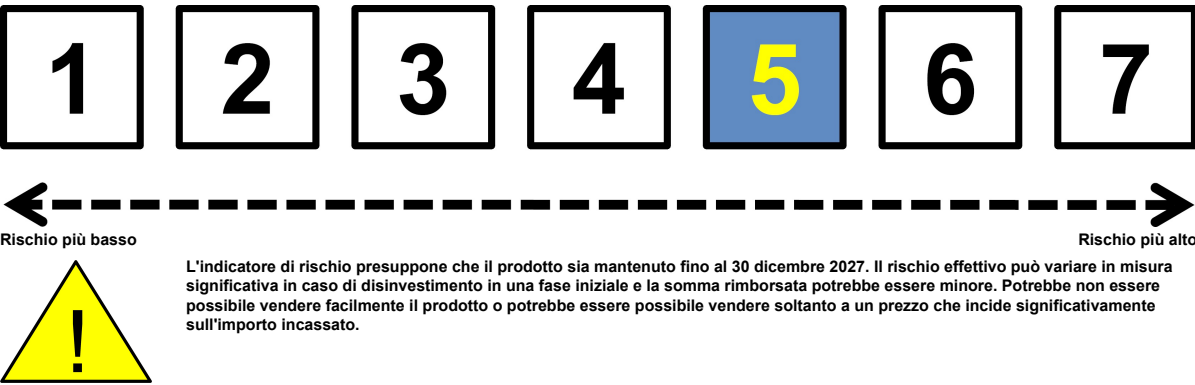 1 2 3 4 5 6 7
Rischio più basso Rischio più alto
L'indicatore di rischio presuppone che il prodotto sia mantenuto fino al 30 dicembre 2027. Il rischio effettivo può variare in misura
significativa in caso di disinvestimento in una fase iniziale e la somma rimborsata potrebbe essere minore. Potrebbe non essere
possibile vendere facilmente il prodotto o potrebbe essere possibile vendere soltanto a un prezzo che incide significativamente
sull'importo incassato.
!